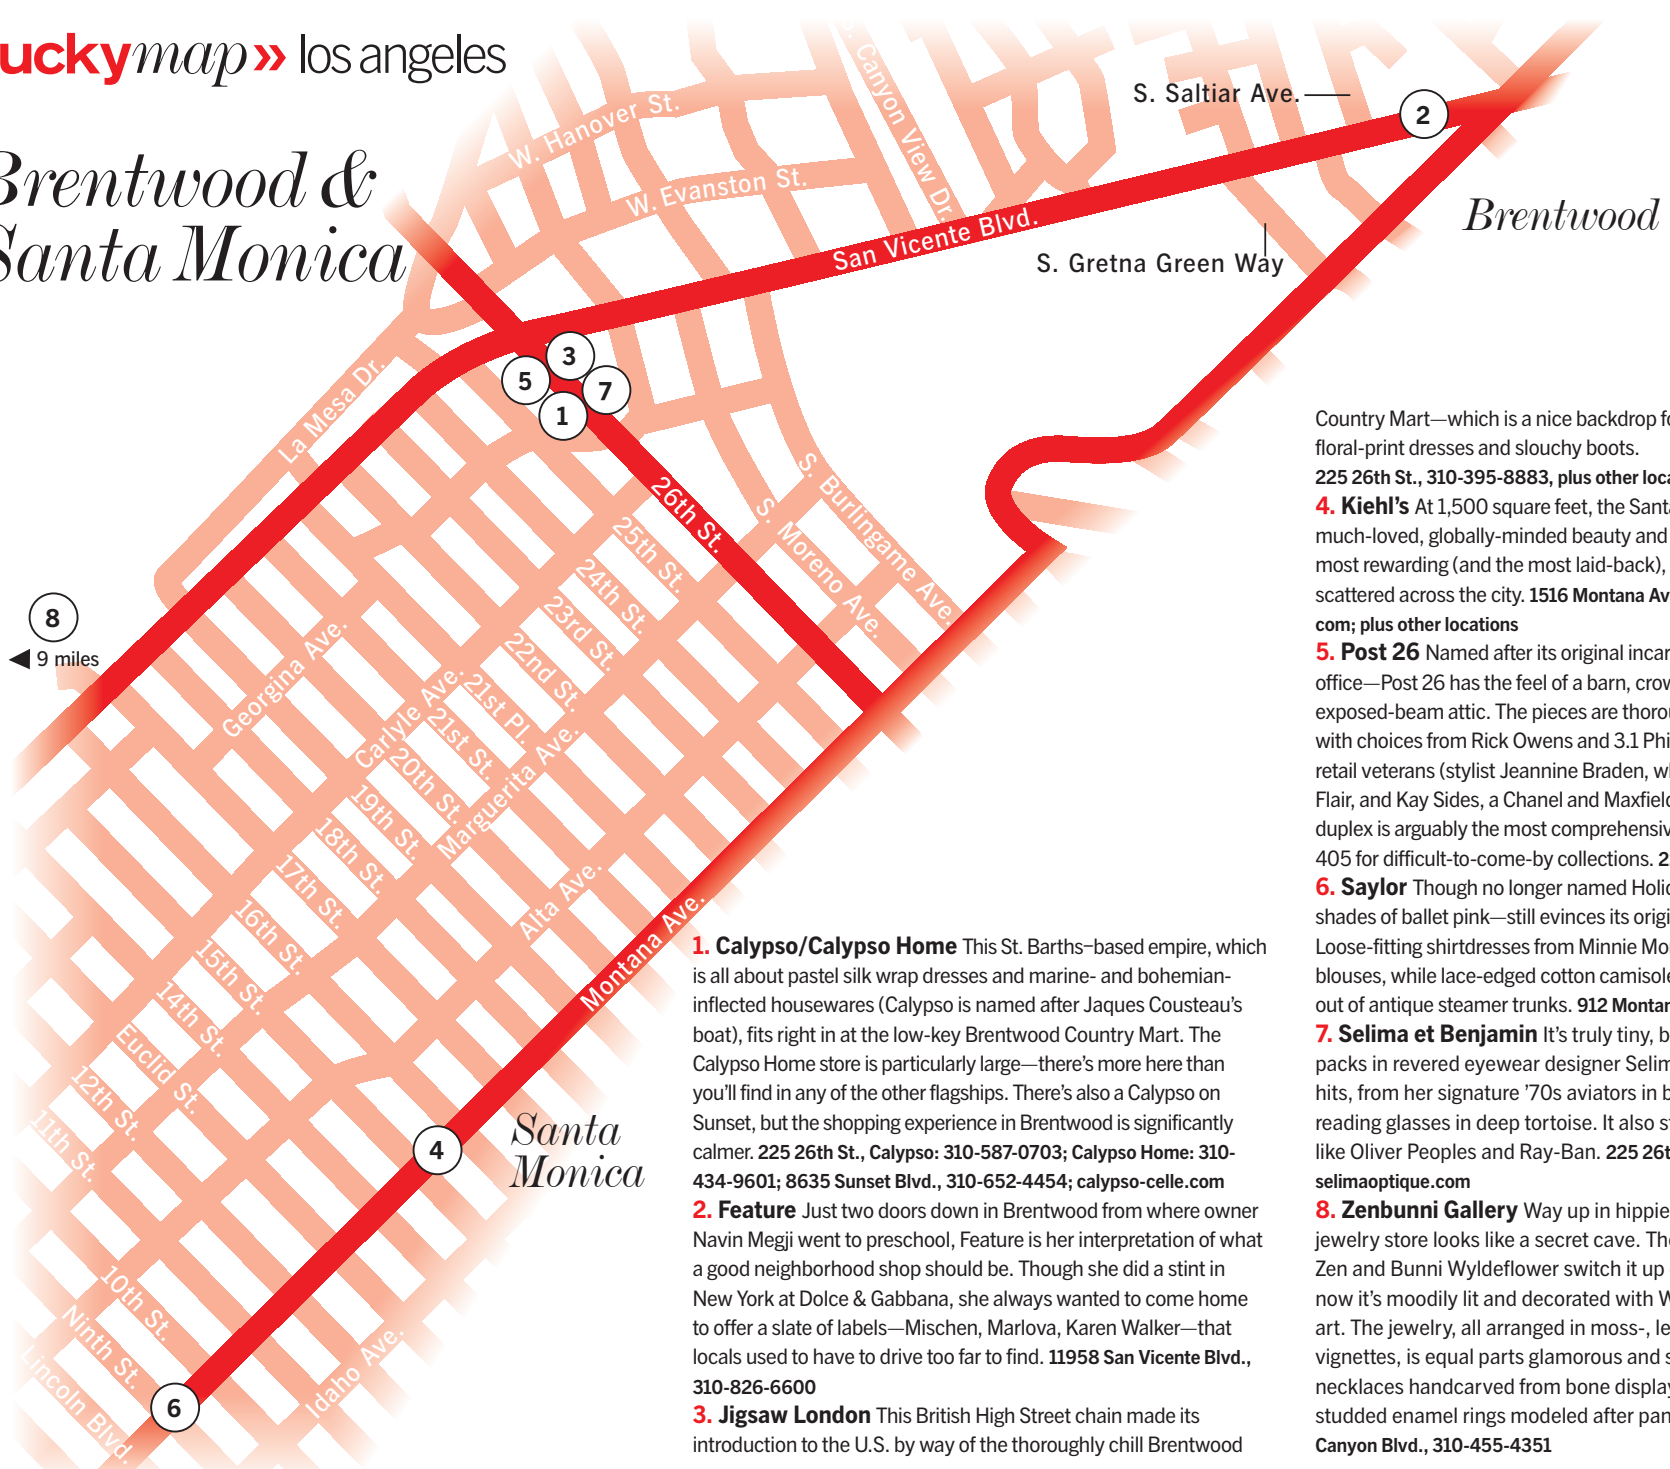 uckymap» los angeles
Brentwood &
Santa Monica
S. Saltiar Ave.
S. Canyon View Dr.
W. Hanover St.
W. Evanston St.
San Vicente Blvd.
S. Gretna Green Way
Brentwood
2
3
5
7
1
La Mesa Dr.
26th St.
S. Burlingame Ave.
S. Moreno Ave.
25th St.
24th St.
23rd St.
22nd St.
21st Pl.
21st St.
20th St.
19th St.
18th St.
17th St.
16th St.
15th St.
14th St.
Euclid St.
12th St.
11th St.
10th St.
Ninth St.
Lincoln Blvd.
Georgina Ave.
Carlyle Ave.
Marguerita Ave.
Alta Ave.
Montana Ave.
Idaho Ave.
8
◀ 9 miles
4
6
Santa
Monica
1. Calypso/Calypso Home This St. Barths–based empire, which
is all about pastel silk wrap dresses and marine- and bohemian-
inflected housewares (Calypso is named after Jaques Cousteau’s
boat), fits right in at the low-key Brentwood Country Mart. The
Calypso Home store is particularly large—there’s more here than
you’ll find in any of the other flagships. There’s also a Calypso on
Sunset, but the shopping experience in Brentwood is significantly
calmer. 225 26th St., Calypso: 310-587-0703; Calypso Home: 310-
434-9601; 8635 Sunset Blvd., 310-652-4454; calypso-celle.com
2. Feature Just two doors down in Brentwood from where owner
Navin Megji went to preschool, Feature is her interpretation of what
a good neighborhood shop should be. Though she did a stint in
New York at Dolce & Gabbana, she always wanted to come home
to offer a slate of labels—Mischen, Marlova, Karen Walker—that
locals used to have to drive too far to find. 11958 San Vicente Blvd.,
310-826-6600
3. Jigsaw London This British High Street chain made its
introduction to the U.S. by way of the thoroughly chill Brentwood
Country Mart—which is a nice backdrop fo
floral-print dresses and slouchy boots.
225 26th St., 310-395-8883, plus other loca
4. Kiehl’s At 1,500 square feet, the Santa
much-loved, globally-minded beauty and
most rewarding (and the most laid-back),
scattered across the city. 1516 Montana Av
com; plus other locations
5. Post 26 Named after its original incar
office—Post 26 has the feel of a barn, crow
exposed-beam attic. The pieces are thorou
with choices from Rick Owens and 3.1 Phi
retail veterans (stylist Jeannine Braden, wh
Flair, and Kay Sides, a Chanel and Maxfield
duplex is arguably the most comprehensiv
405 for difficult-to-come-by collections. 2
6. Saylor Though no longer named Holid
shades of ballet pink—still evinces its origi
Loose-fitting shirtdresses from Minnie Mor
blouses, while lace-edged cotton camisole
out of antique steamer trunks. 912 Montan
7. Selima et Benjamin It’s truly tiny, b
packs in revered eyewear designer Selim
hits, from her signature ’70s aviators in b
reading glasses in deep tortoise. It also st
like Oliver Peoples and Ray-Ban. 225 26t
selimaoptique.com
8. Zenbunni Gallery Way up in hippie
jewelry store looks like a secret cave. The
Zen and Bunni Wyldeflower switch it up
now it’s moodily lit and decorated with W
art. The jewelry, all arranged in moss-, le
vignettes, is equal parts glamorous and s
necklaces handcarved from bone display
studded enamel rings modeled after pan
Canyon Blvd., 310-455-4351